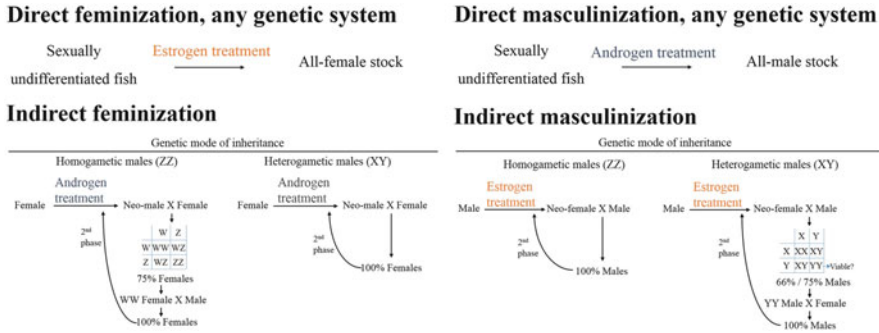 Direct feminization, any genetic system
Sexually
undifferentiated fish
Estrogen treatment
All-female stock
Indirect feminization
Genetic mode of inheritance
Homogametic males (ZZ)
Heterogametic males (XY)
Androgen
treatment
Female
Neo-male X Female
2nd
phase
W Z
W WW WZ
Z WZ ZZ
75% Females
WW Female X Male
100% Females
Androgen
treatment
Female
Neo-male X Female
2nd
phase
100% Females
Direct masculinization, any genetic system
Sexually
undifferentiated fish
Androgen treatment
All-male stock
Indirect masculinization
Genetic mode of inheritance
Homogametic males (ZZ)
Heterogametic males (XY)
Estrogen
treatment
Male
Neo-female X Male
2nd
phase
100% Males
Estrogen
treatment
Male
Neo-female X Male
2nd
phase
X Y
X XX XY
Y XY YY Viable?
66% / 75% Males
YY Male X Female
100% Males